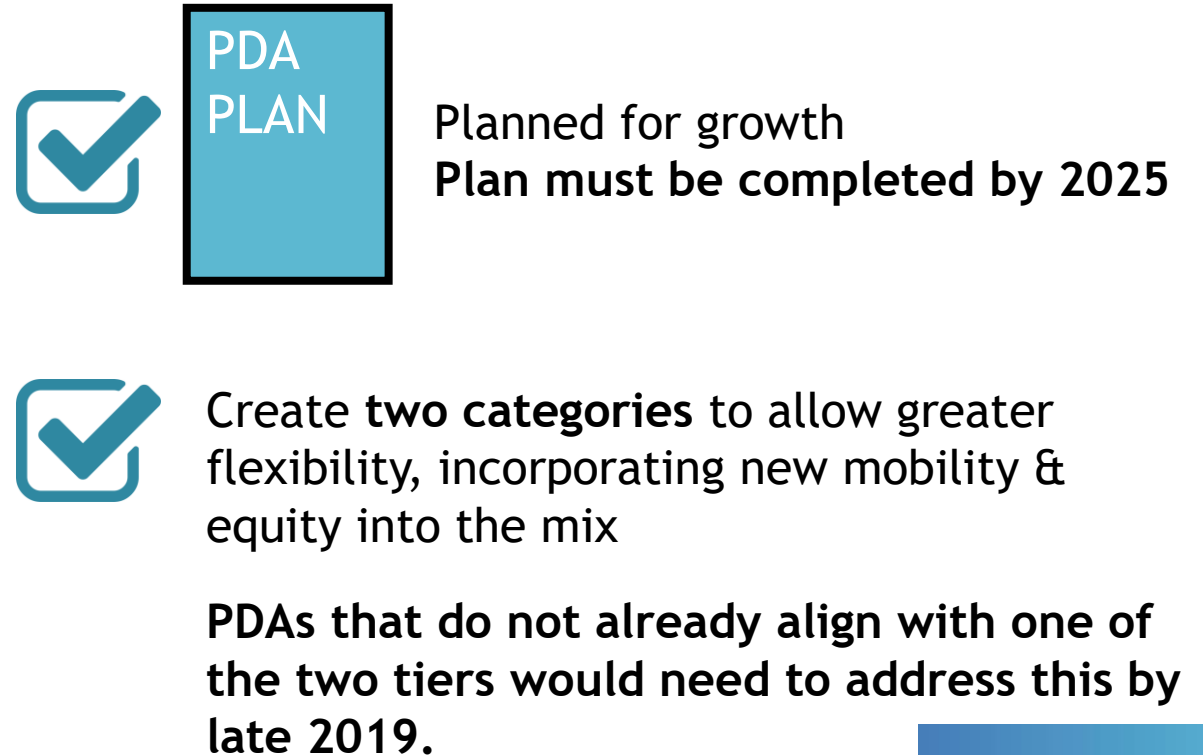 PDA
PLAN
Planned for growth
Plan must be completed by 2025
Create two categories to allow greater
flexibility, incorporating new mobility &
equity into the mix
PDAs that do not already align with one of
the two tiers would need to address this by
late 2019.